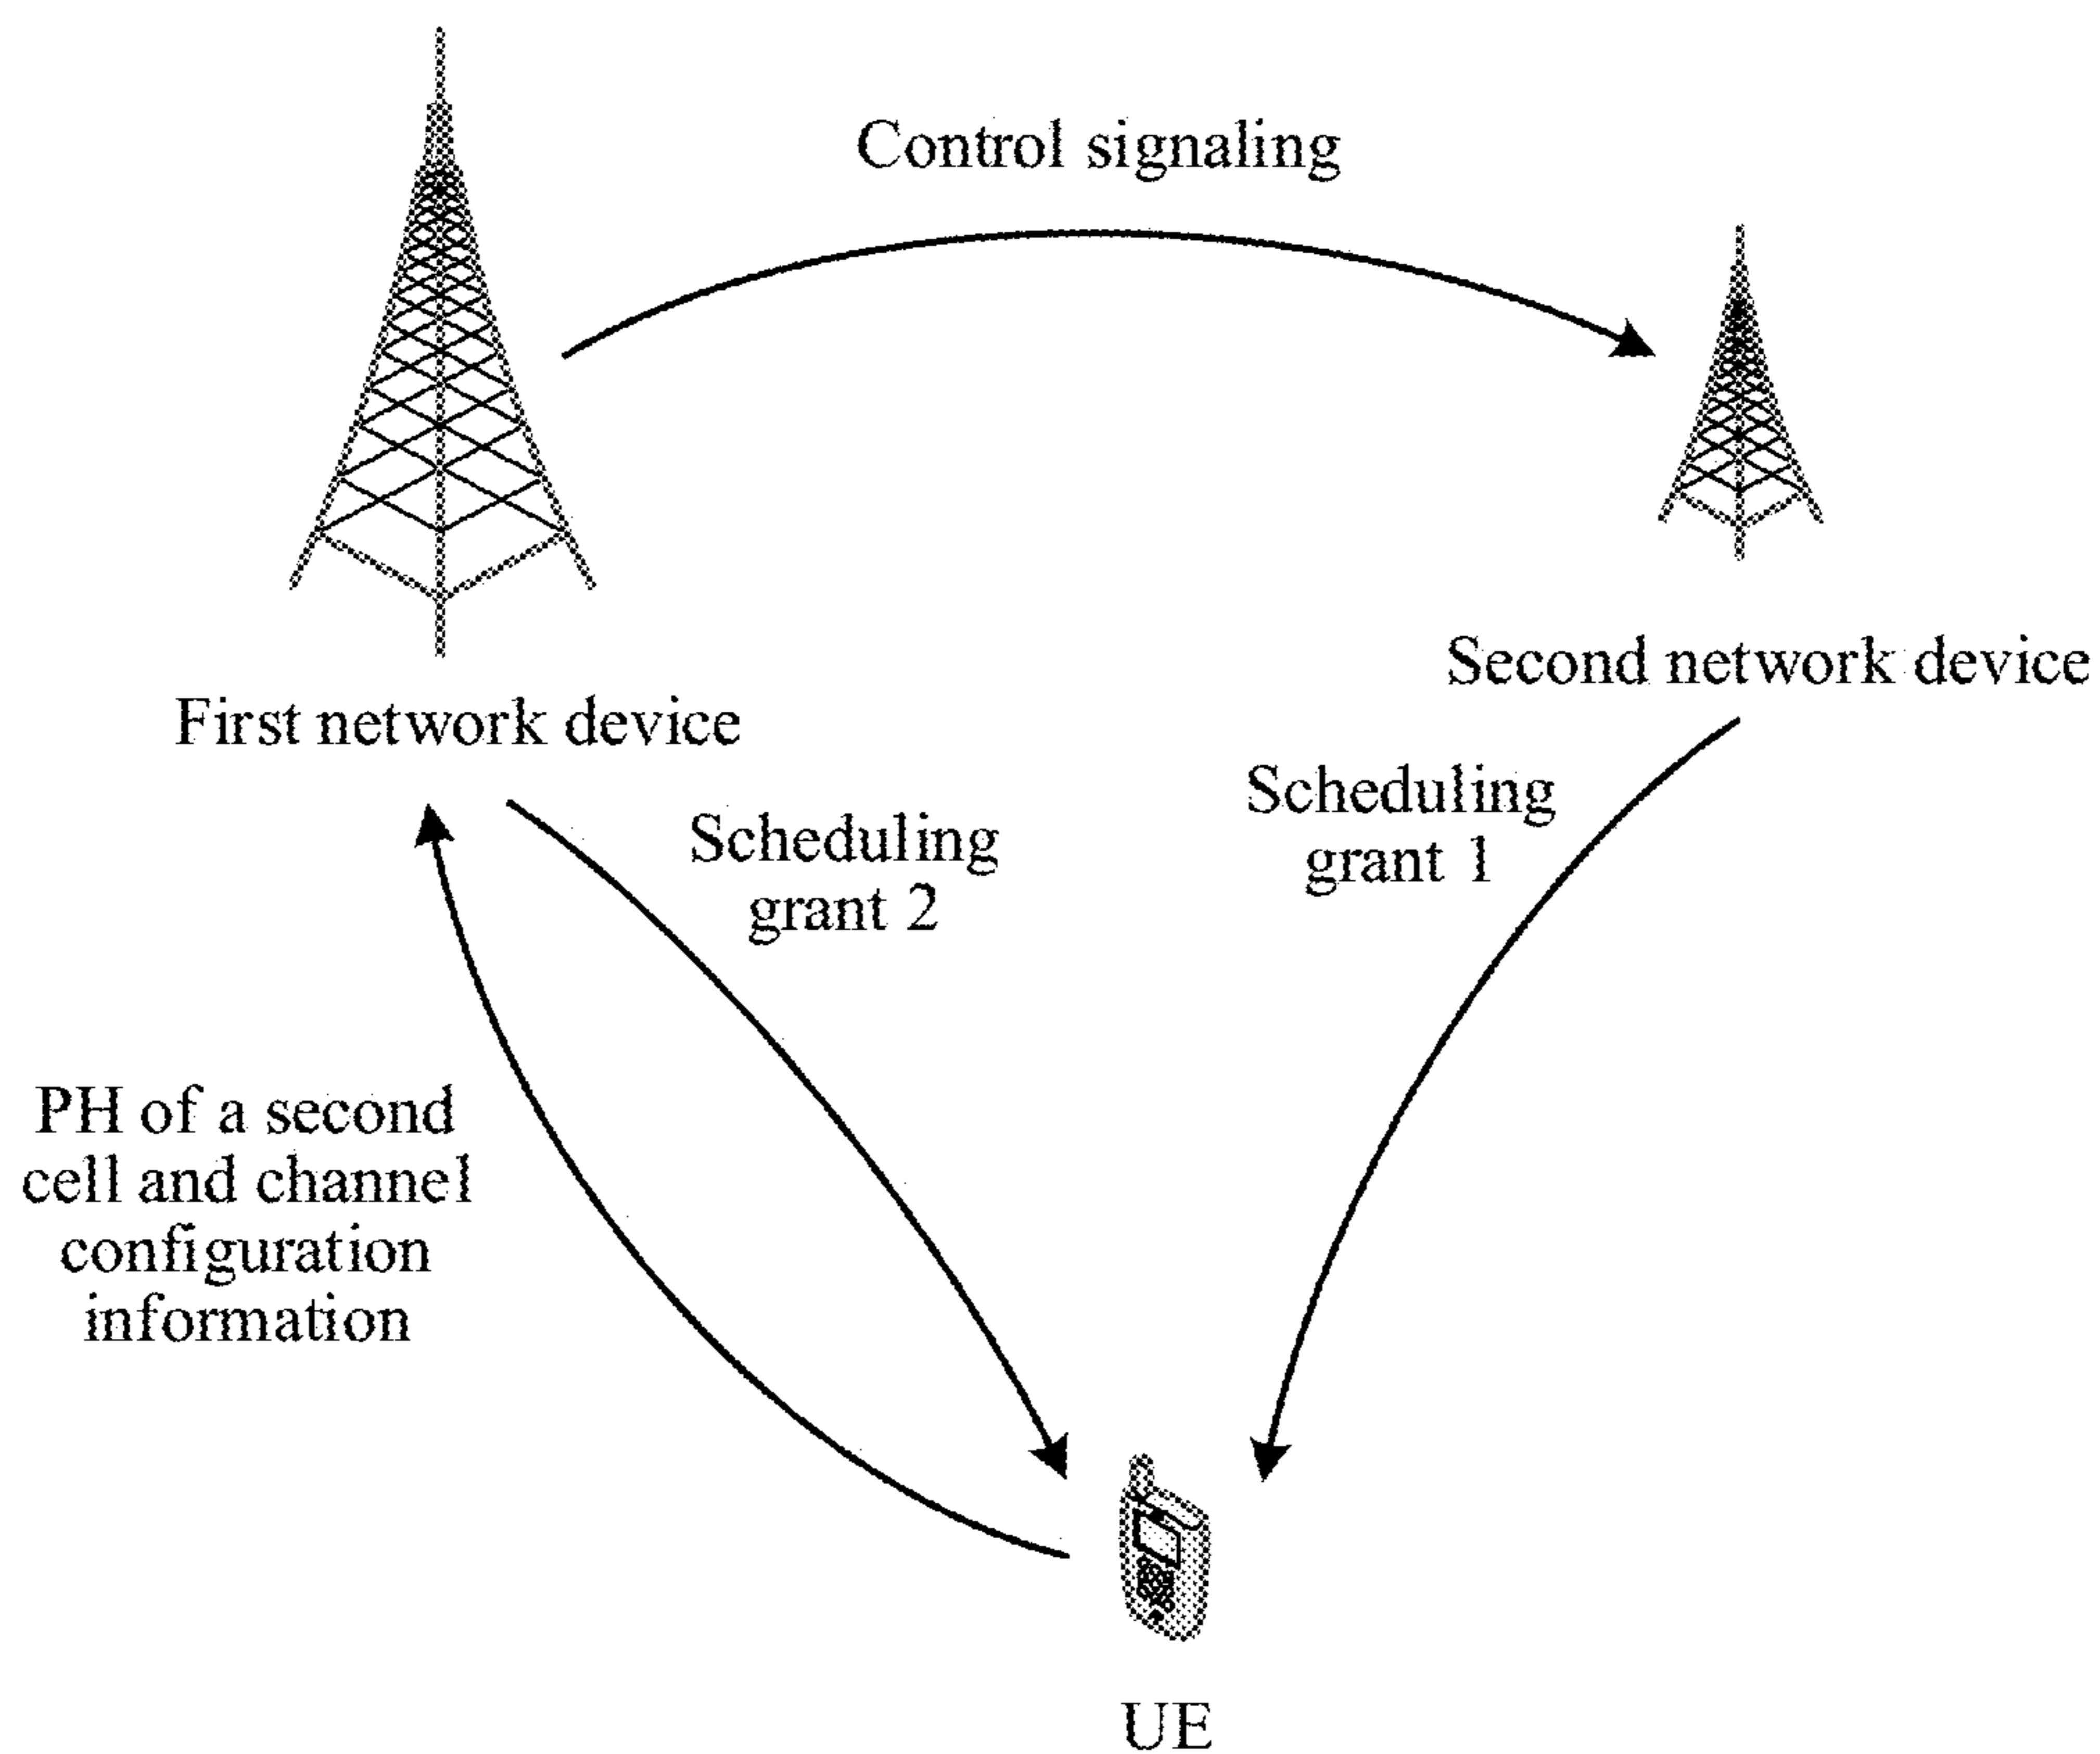 Control signaling
First network device
Second network device
Scheduling
grant 2
Scheduling
grant 1
PH of a second
cell and channel
configuration
information
UE